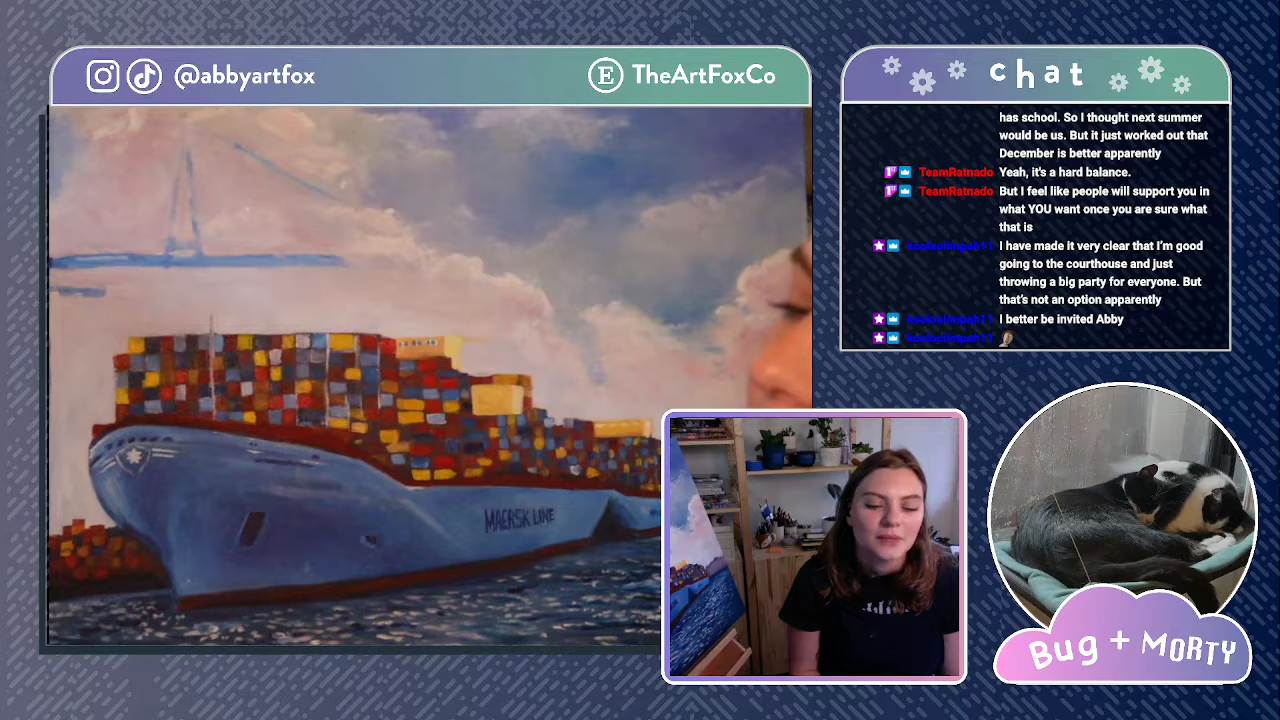 @abbyartfox
TheArtFoxCo
chat
has school. So I thought next summer
would be us. But it just worked out that
December is better apparently
TeamRatnado Yeah, it's a hard balance.
TeamRatnado But I feel like people will support you in
what YOU want once you are sure what
that is
I have made it very clear that I'm good
going to the courthouse and just
throwing a big party for everyone. But
that's not an option apparently
I better be invited Abby
MAERSK LINE
Bug + MORTY